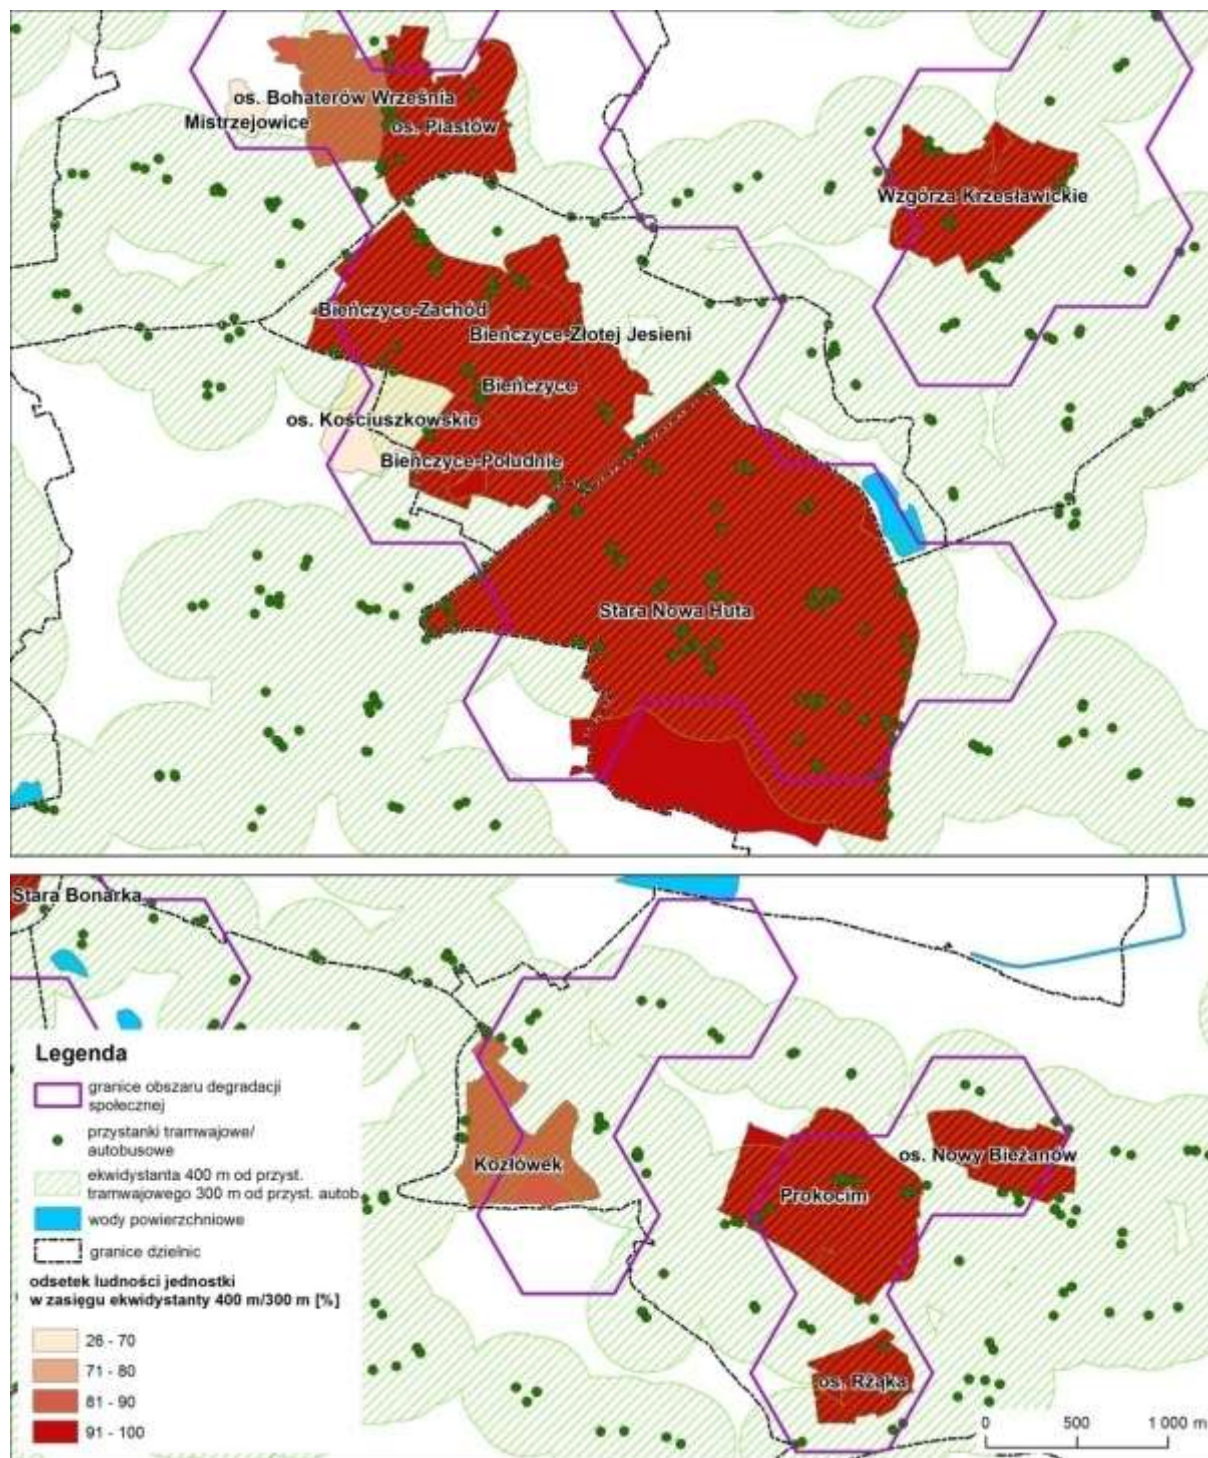 os. Bohaterów Września
Mistrzejowice
os. Piastów
Wzgórza Krzesławickie
Bieńczyce-Zachód
Bieńczyce-Złotej Jesieni
Bieńczyce
os. Kościuszkowskie
Bieńczyce-Południe
Stara Nowa Huta
Stara Bonarka
Legenda
granice obszaru degradacji
społecznej
przystanki tramwajowe/
autobusowe
ekwidystanta 400 m od przyst.
tramwajowego 300 m od przyst. autob.
wody powierzchniowe
granice dzielnic
odsetek ludności jednostki
w zasięgu ekwidystanty 400 m/300 m [%]
26 - 70
71 - 80
81 - 90
91 - 100
Kozłówek
os. Nowy Bieżanów
Prokocim
os. Rżąka
0 500 1 000 m